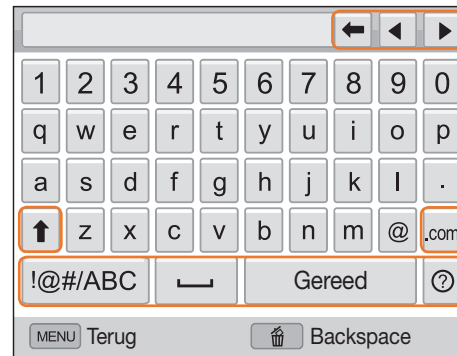 1 2 3 4 5 6 7 8 9 0
q w e r t y u i o p
a s d f g h j k l .
z x c v b n m @ .com
!@#/ABC Gereed ?
MENU Terug Backspace